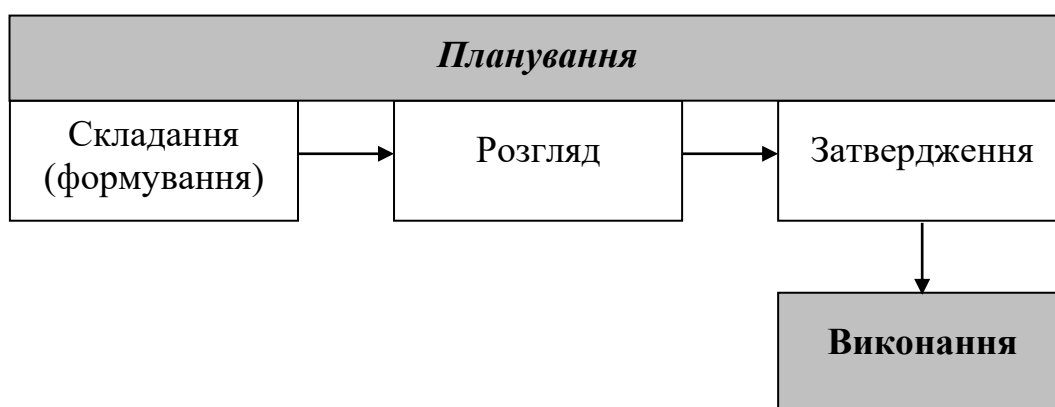 Планування
Складання
(формування)
Розгляд
Затвердження
Виконання